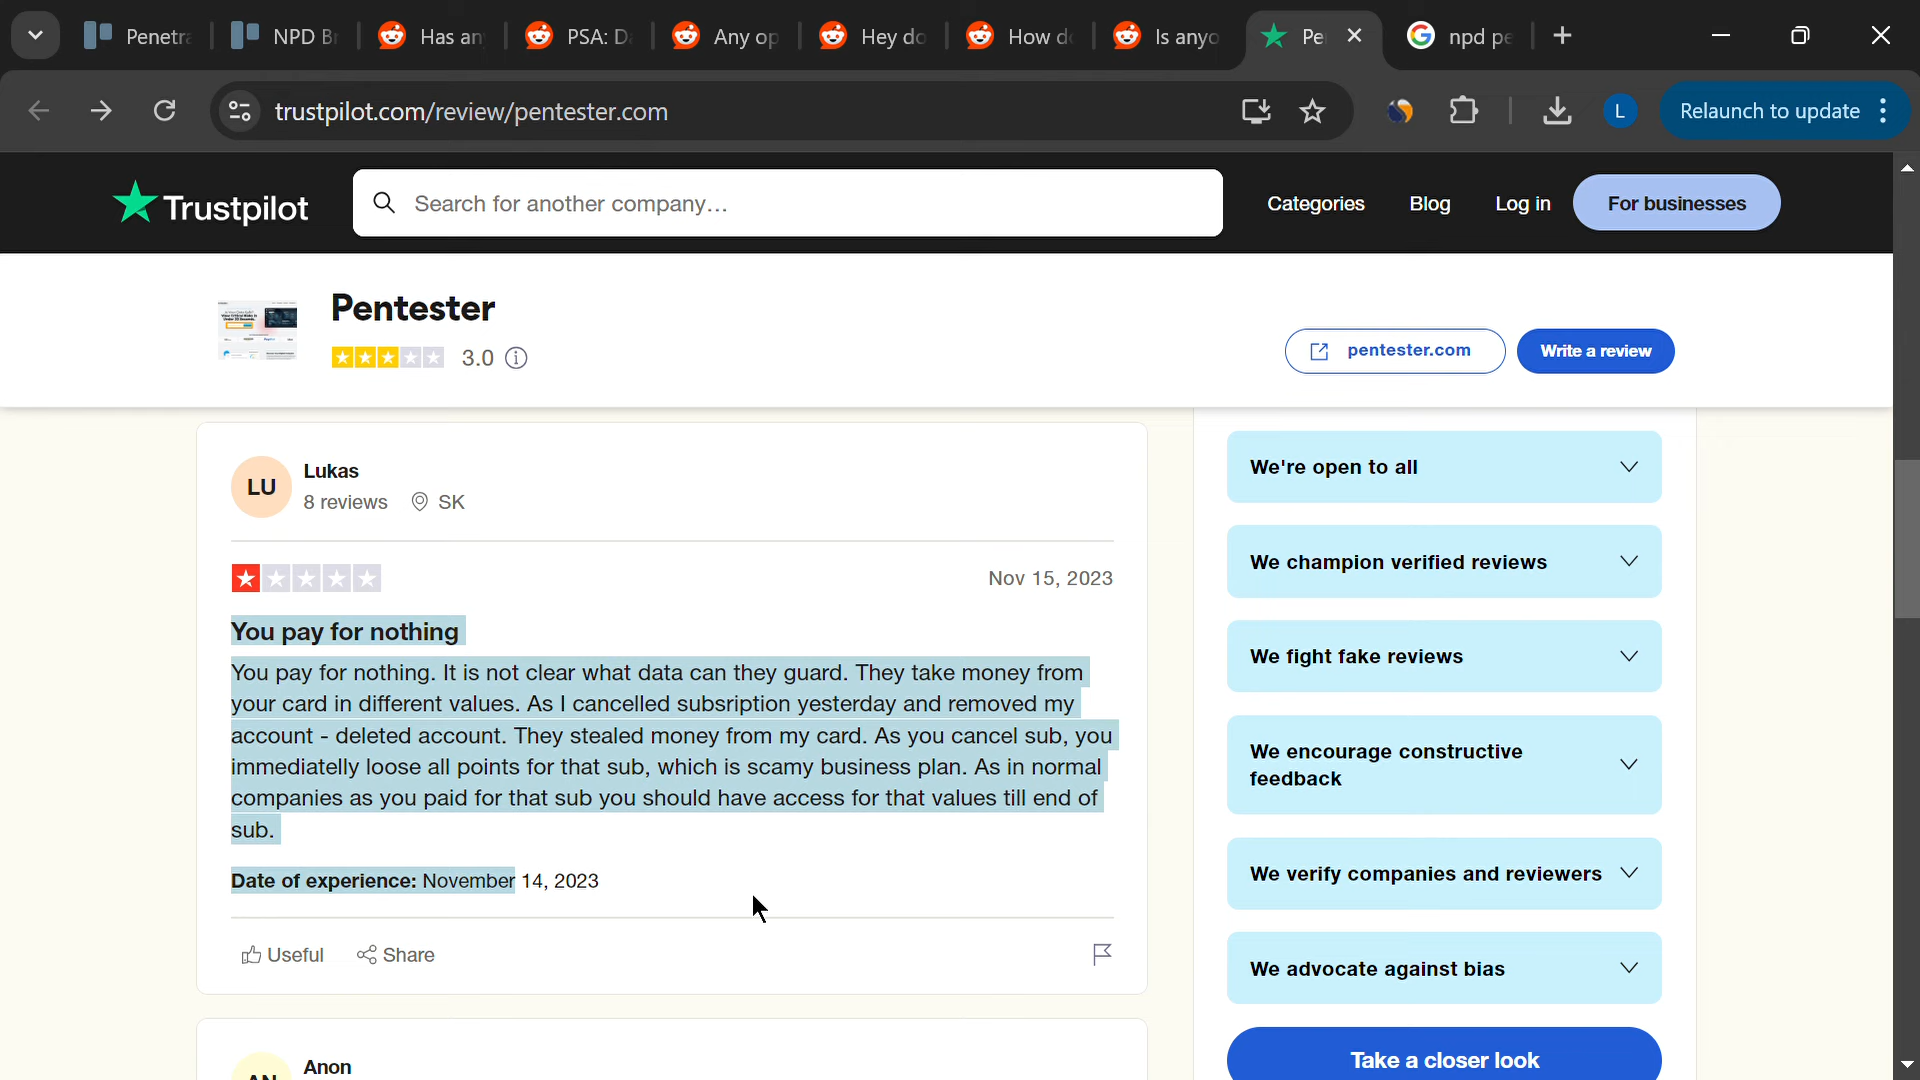 Penetra
NPD Br
Has an
PSA: D
Any op
Hey do
How do
Is anyo
Pe
npd pe
trustpilot.com/review/pentester.com
L
Relaunch to update
Trustpilot
Search for another company...
Categories
Blog
Log in
For businesses
Pentester
3.0
pentester.com
Write a review
LU
Lukas
8 reviews
SK
Nov 15, 2023
You pay for nothing
You pay for nothing. It is not clear what data can they guard. They take money from
your card in different values. As I cancelled subsription yesterday and removed my
account - deleted account. They stealed money from my card. As you cancel sub, you
immediatelly loose all points for that sub, which is scamy business plan. As in normal
companies as you paid for that sub you should have access for that values till end of
sub.
Date of experience: November 14, 2023
Useful
Share
AN
Anon
We're open to all
We champion verified reviews
We fight fake reviews
We encourage constructive
feedback
We verify companies and reviewers
We advocate against bias
Take a closer look